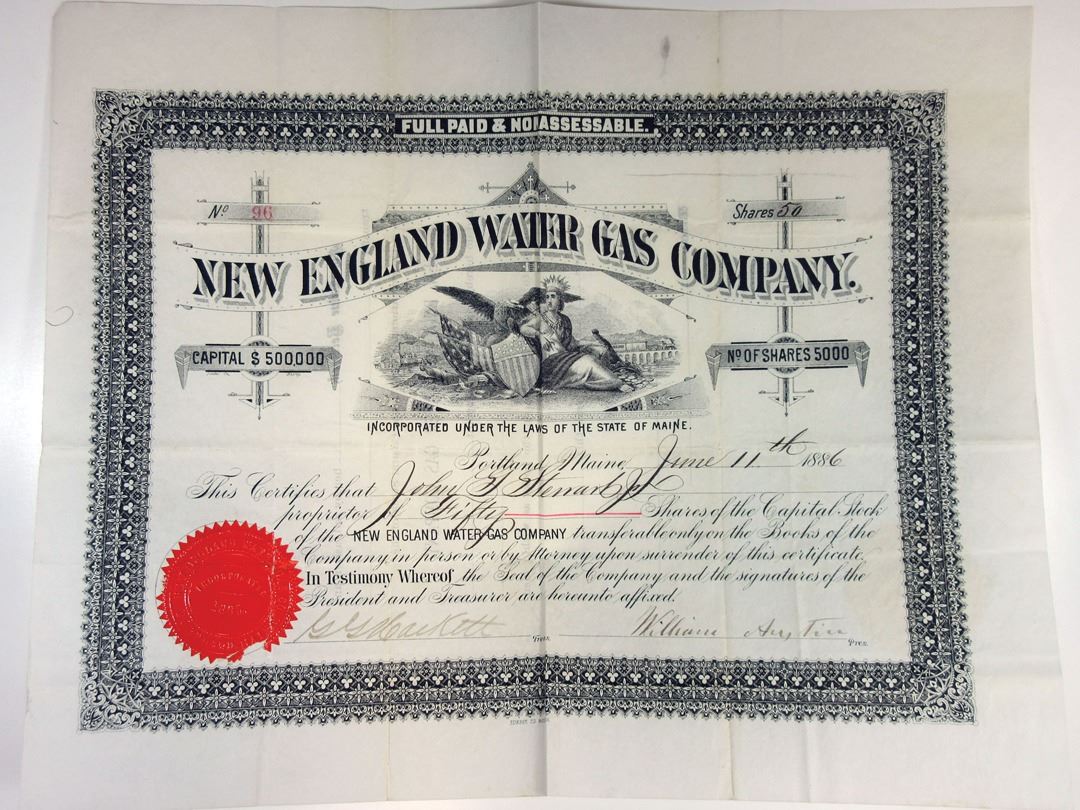 FULL PAID & NON ASSESSABLE.
No. 96
Shares 50
NEW ENGLAND WATER GAS COMPANY.
CAPITAL $ 500,000
No. OF SHARES 5000
INCORPORATED UNDER THE LAWS OF THE STATE OF MAINE.
Portland, Maine, June 11th 1886
This Certifies that John
proprietor of Fifty Shares of the Capital Stock
of the NEW ENGLAND WATER GAS COMPANY transferable only on the Books of the
Company in person or by Attorney upon surrender of this certificate.
In Testimony Whereof the Seal of the Company and the signatures of the
President and Treasurer are hereunto affixed.
Treas. William Austin Pres.